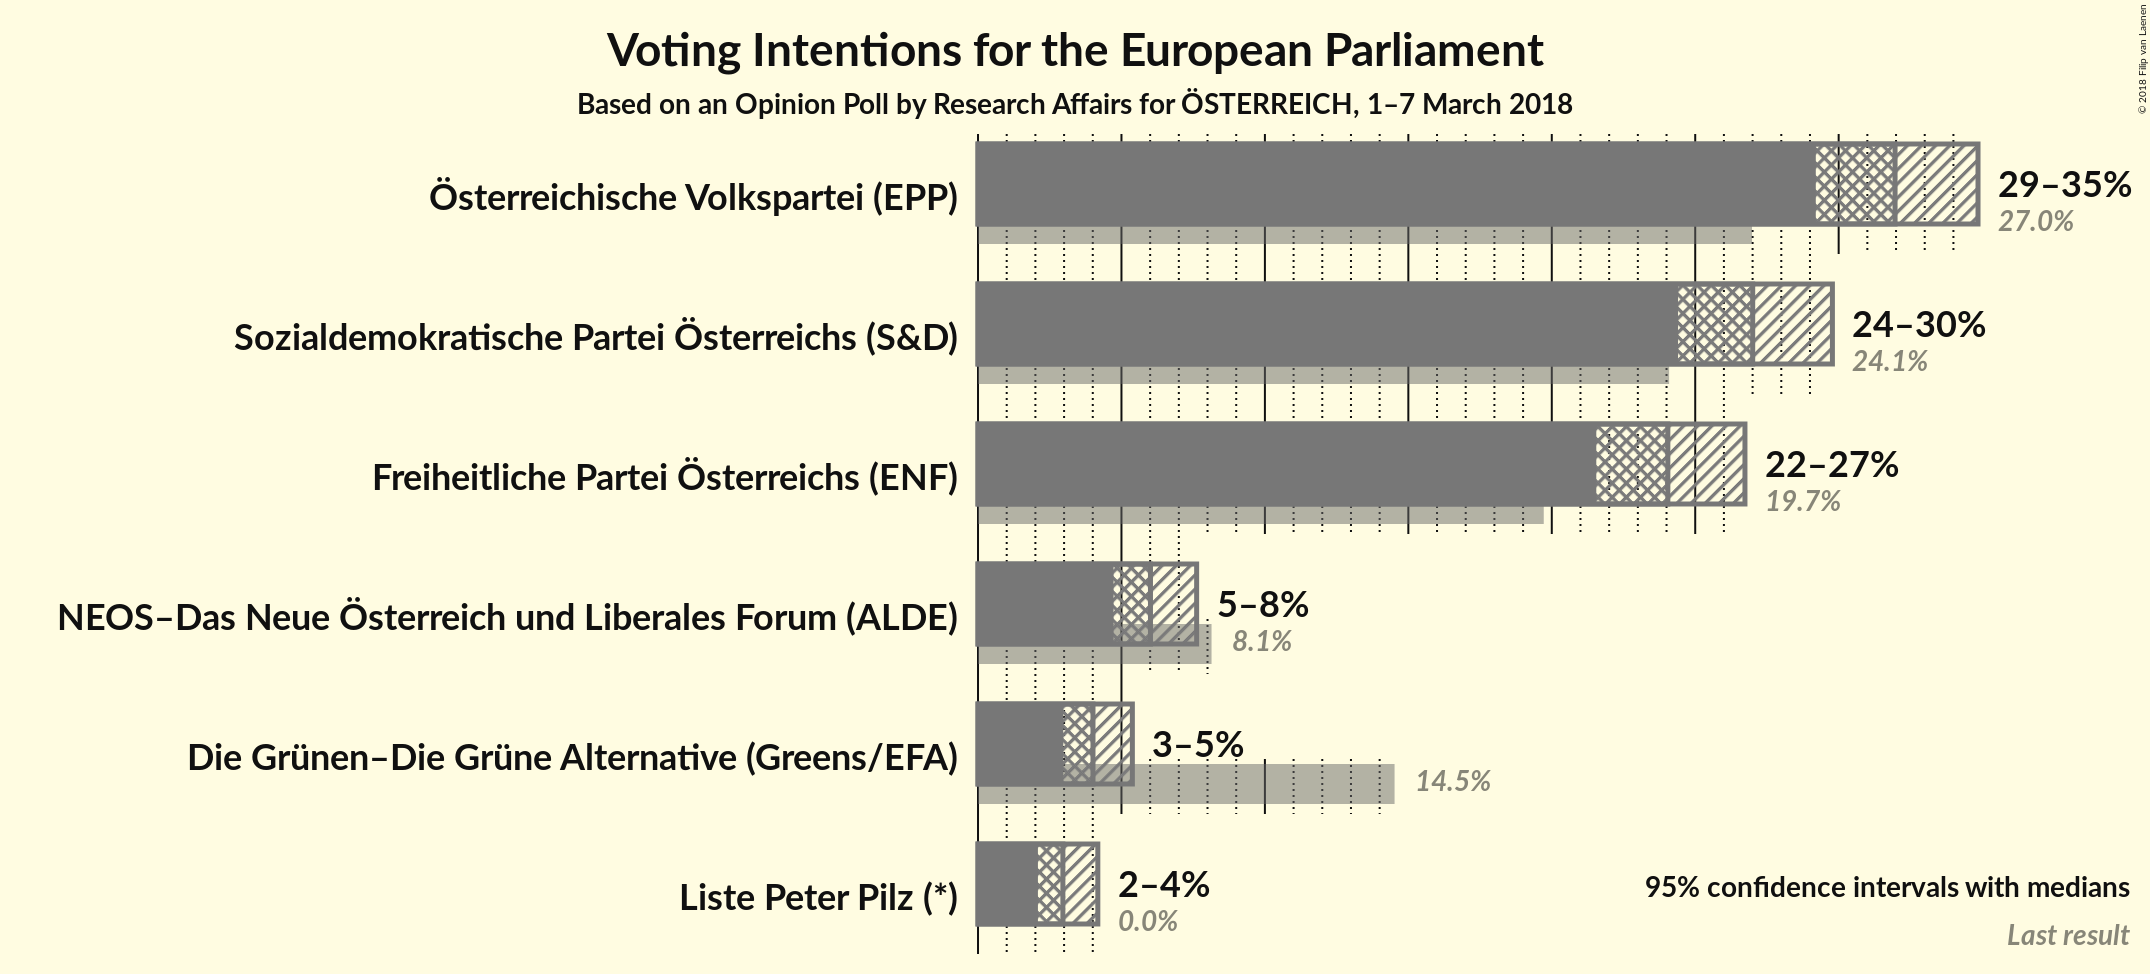 Voting Intentions for the European Parliament
Based on an Opinion Poll by Research Affairs for ÖSTERREICH, 1–7 March 2018
© 2018 Filip van Laenen
Österreichische Volkspartei (EPP)
29–35%
27.0%
Sozialdemokratische Partei Österreichs (S&D)
24–30%
24.1%
Freiheitliche Partei Österreichs (ENF)
22–27%
19.7%
NEOS–Das Neue Österreich und Liberales Forum (ALDE)
5–8%
8.1%
Die Grünen–Die Grüne Alternative (Greens/EFA)
3–5%
14.5%
Liste Peter Pilz (*)
2–4%
0.0%
95% confidence intervals with medians
Last result